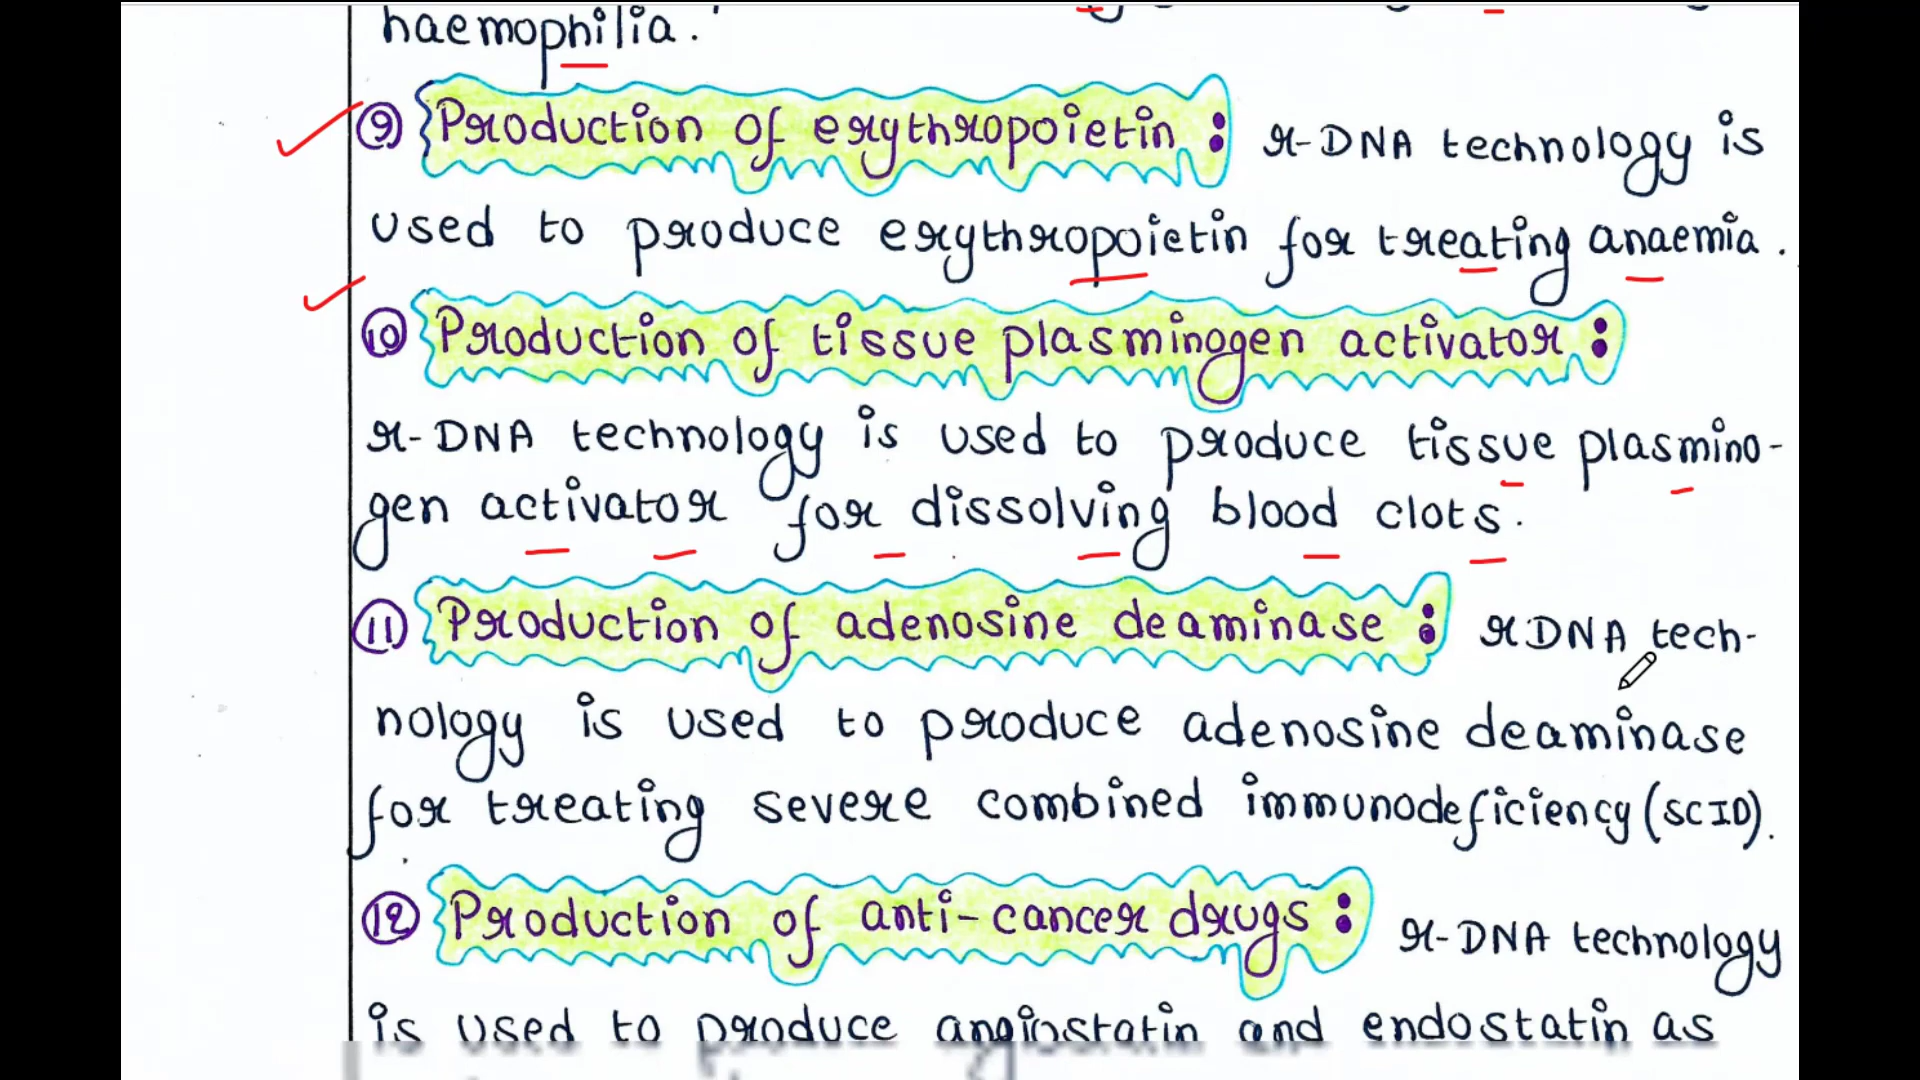 haemophilia.
9 Production of erythropoietin : r-DNA technology is
used to produce erythropoietin for treating anaemia.
10 Production of tissue plasminogen activator :
r-DNA technology is used to produce tissue plasmino-
gen activator for dissolving blood clots.
11 Production of adenosine deaminase : rDNA tech-
nology is used to produce adenosine deaminase
for treating severe combined immunodeficiency (SCID).
12 Production of anti-cancer drugs : r-DNA technology
is used to produce angiostatin and endostatin as